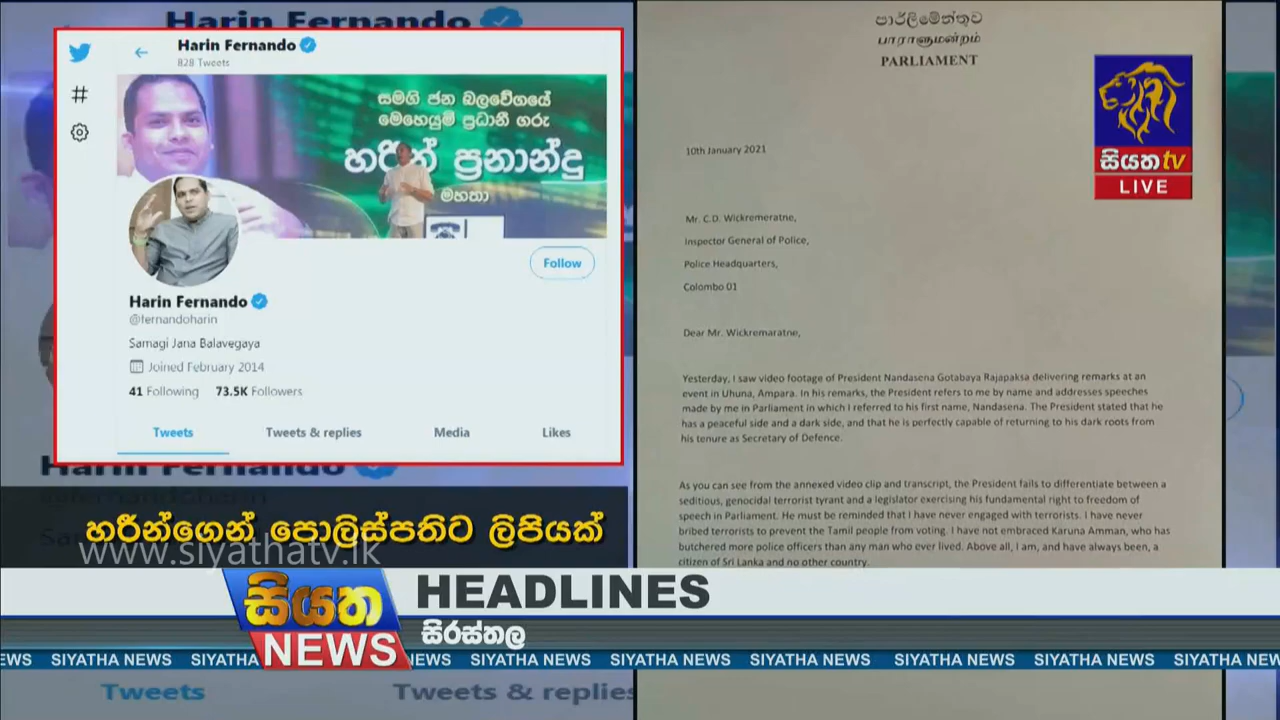 Harin Fernando
Harin Fernando
828 Tweets
සමගි ජන බලවේගයේ
මෙහෙයුම් ප්‍රධානී ගරු
හරින් ප්‍රනාන්දු
මහතා
Follow
Harin Fernando
@fernandoharin
Samagi Jana Balavegaya
Joined February 2014
41 Following 73.5K Followers
Tweets Tweets & replies Media Likes
Harin Fernando
හරීන්ගෙන් පොලිස්පතිට ලිපියක්
www.siyathatv.lk
පාර්ලිමේන්තුව
பாராளுமன்றம்
PARLIAMENT
සියත tv
LIVE
10th January 2021
Mr. C.D. Wickremeratne,
Inspector General of Police,
Police Headquarters,
Colombo 01
Dear Mr. Wickremaratne,
Yesterday, I saw video footage of President Nandasena Gotabaya Rajapaksa delivering remarks at an
event in Uhuna, Ampara. In his remarks, the President refers to me by name and addresses speeches
made by me in Parliament in which I referred to his first name, Nandasena. The President stated that he
has a peaceful side and a dark side, and that he is perfectly capable of returning to his dark roots from
his tenure as Secretary of Defence.
As you can see from the annexed video clip and transcript, the President fails to differentiate between a
seditious, genocidal terrorist tyrant and a legislator exercising his fundamental right to freedom of
speech in Parliament. He must be reminded that I have never engaged with terrorists. I have never
bribed terrorists to prevent the Tamil people from voting. I have not embraced Karuna Amman, who has
butchered more police officers than any man who ever lived. Above all, I am, and have always been, a
citizen of Sri Lanka and no other country.
සියත
NEWS
HEADLINES
සිරස්තල
EWS SIYATHA NEWS SIYATHA NEWS SIYATHA NEWS SIYATHA NEWS SIYATHA NEWS SIYATHA NEWS SIYATHA NE
Tweets Tweets & replies